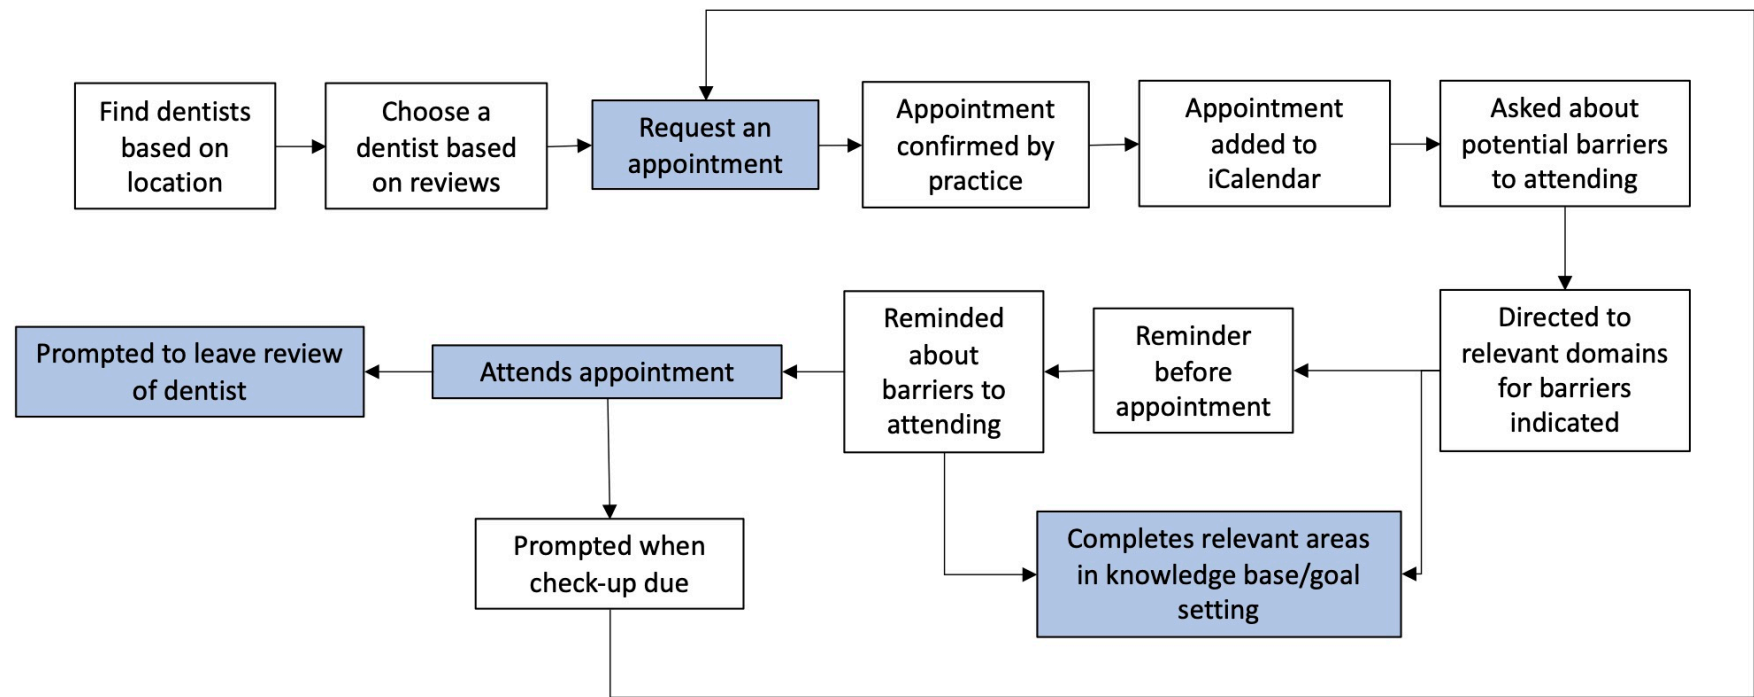 Find dentists
based on
location
Choose a
dentist based
on reviews
Request an
appointment
Appointment
confirmed by
practice
Appointment
added to
iCalendar
Asked about
potential barriers
to attending
Directed to
relevant domains
for barriers
indicated
Reminder
before
appointment
Reminded
about
barriers to
attending
Attends appointment
Prompted to leave review
of dentist
Prompted when
check-up due
Completes relevant areas
in knowledge base/goal
setting